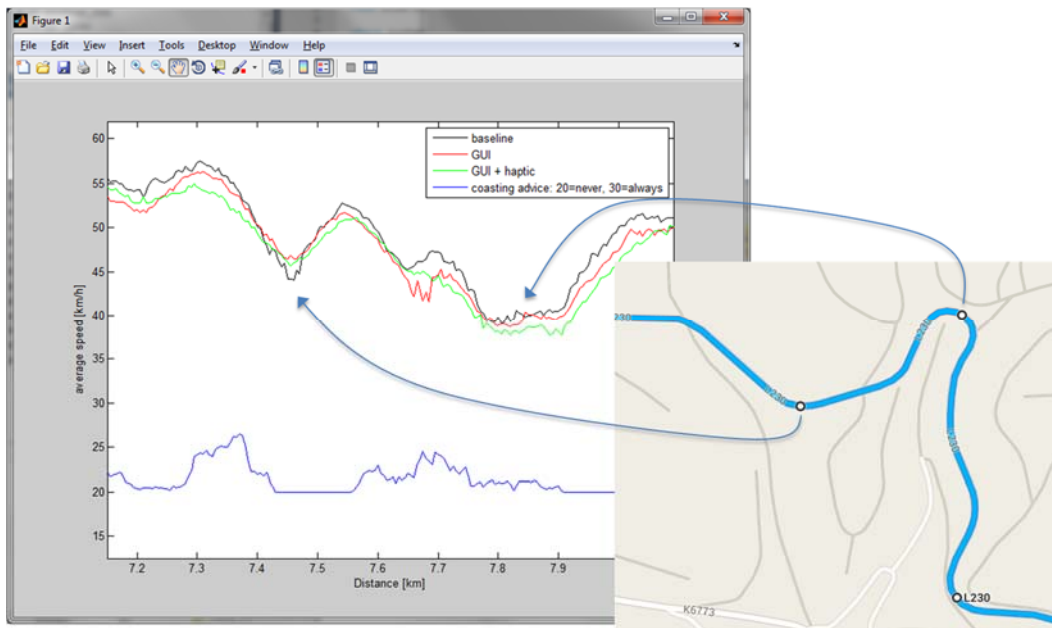 Figure 1
File Edit View Insert Tools Desktop Window Help
baseline
GUI
GUI + haptic
coasting advice: 20=never, 30=always
60
55
50
45
40
35
30
25
20
15
average speed [km/h]
7.2 7.3 7.4 7.5 7.6 7.7 7.8 7.9
Distance [km]
K6773
L230